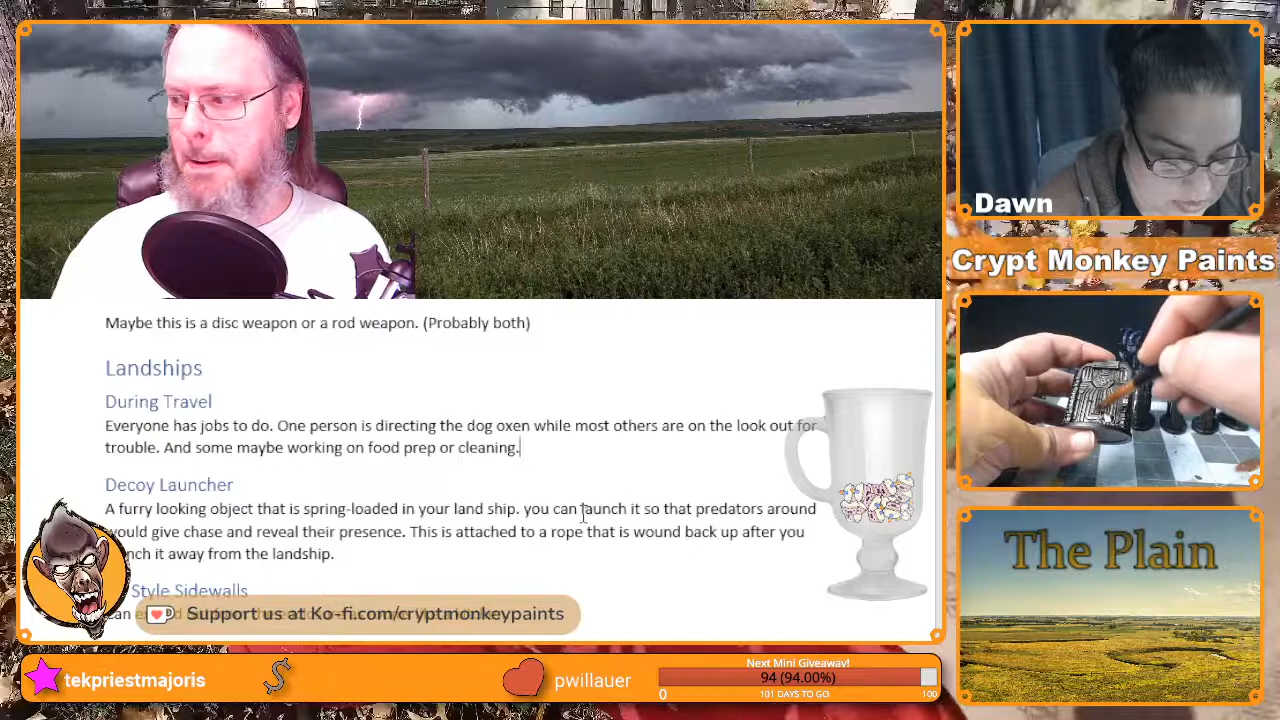 Maybe this is a disc weapon or a rod weapon. (Probably both)
Landships
During Travel
Everyone has jobs to do. One person is directing the dog oxen while most others are on the look out for
trouble. And some maybe working on food prep or cleaning.
Decoy Launcher
A furry looking object that is spring-loaded in your land ship. you can launch it so that predators around
would give chase and reveal their presence. This is attached to a rope that is wound back up after you
launch it away from the landship.
Style Sidewalls
Support us at Ko-fi.com/cryptmonkeypaints
Dawn
Crypt Monkey Paints
The Plain
tekpriestmajoris
$
pwillauer
Next Mini Giveaway!
94 (94.00%)
0
101 DAYS TO GO
100